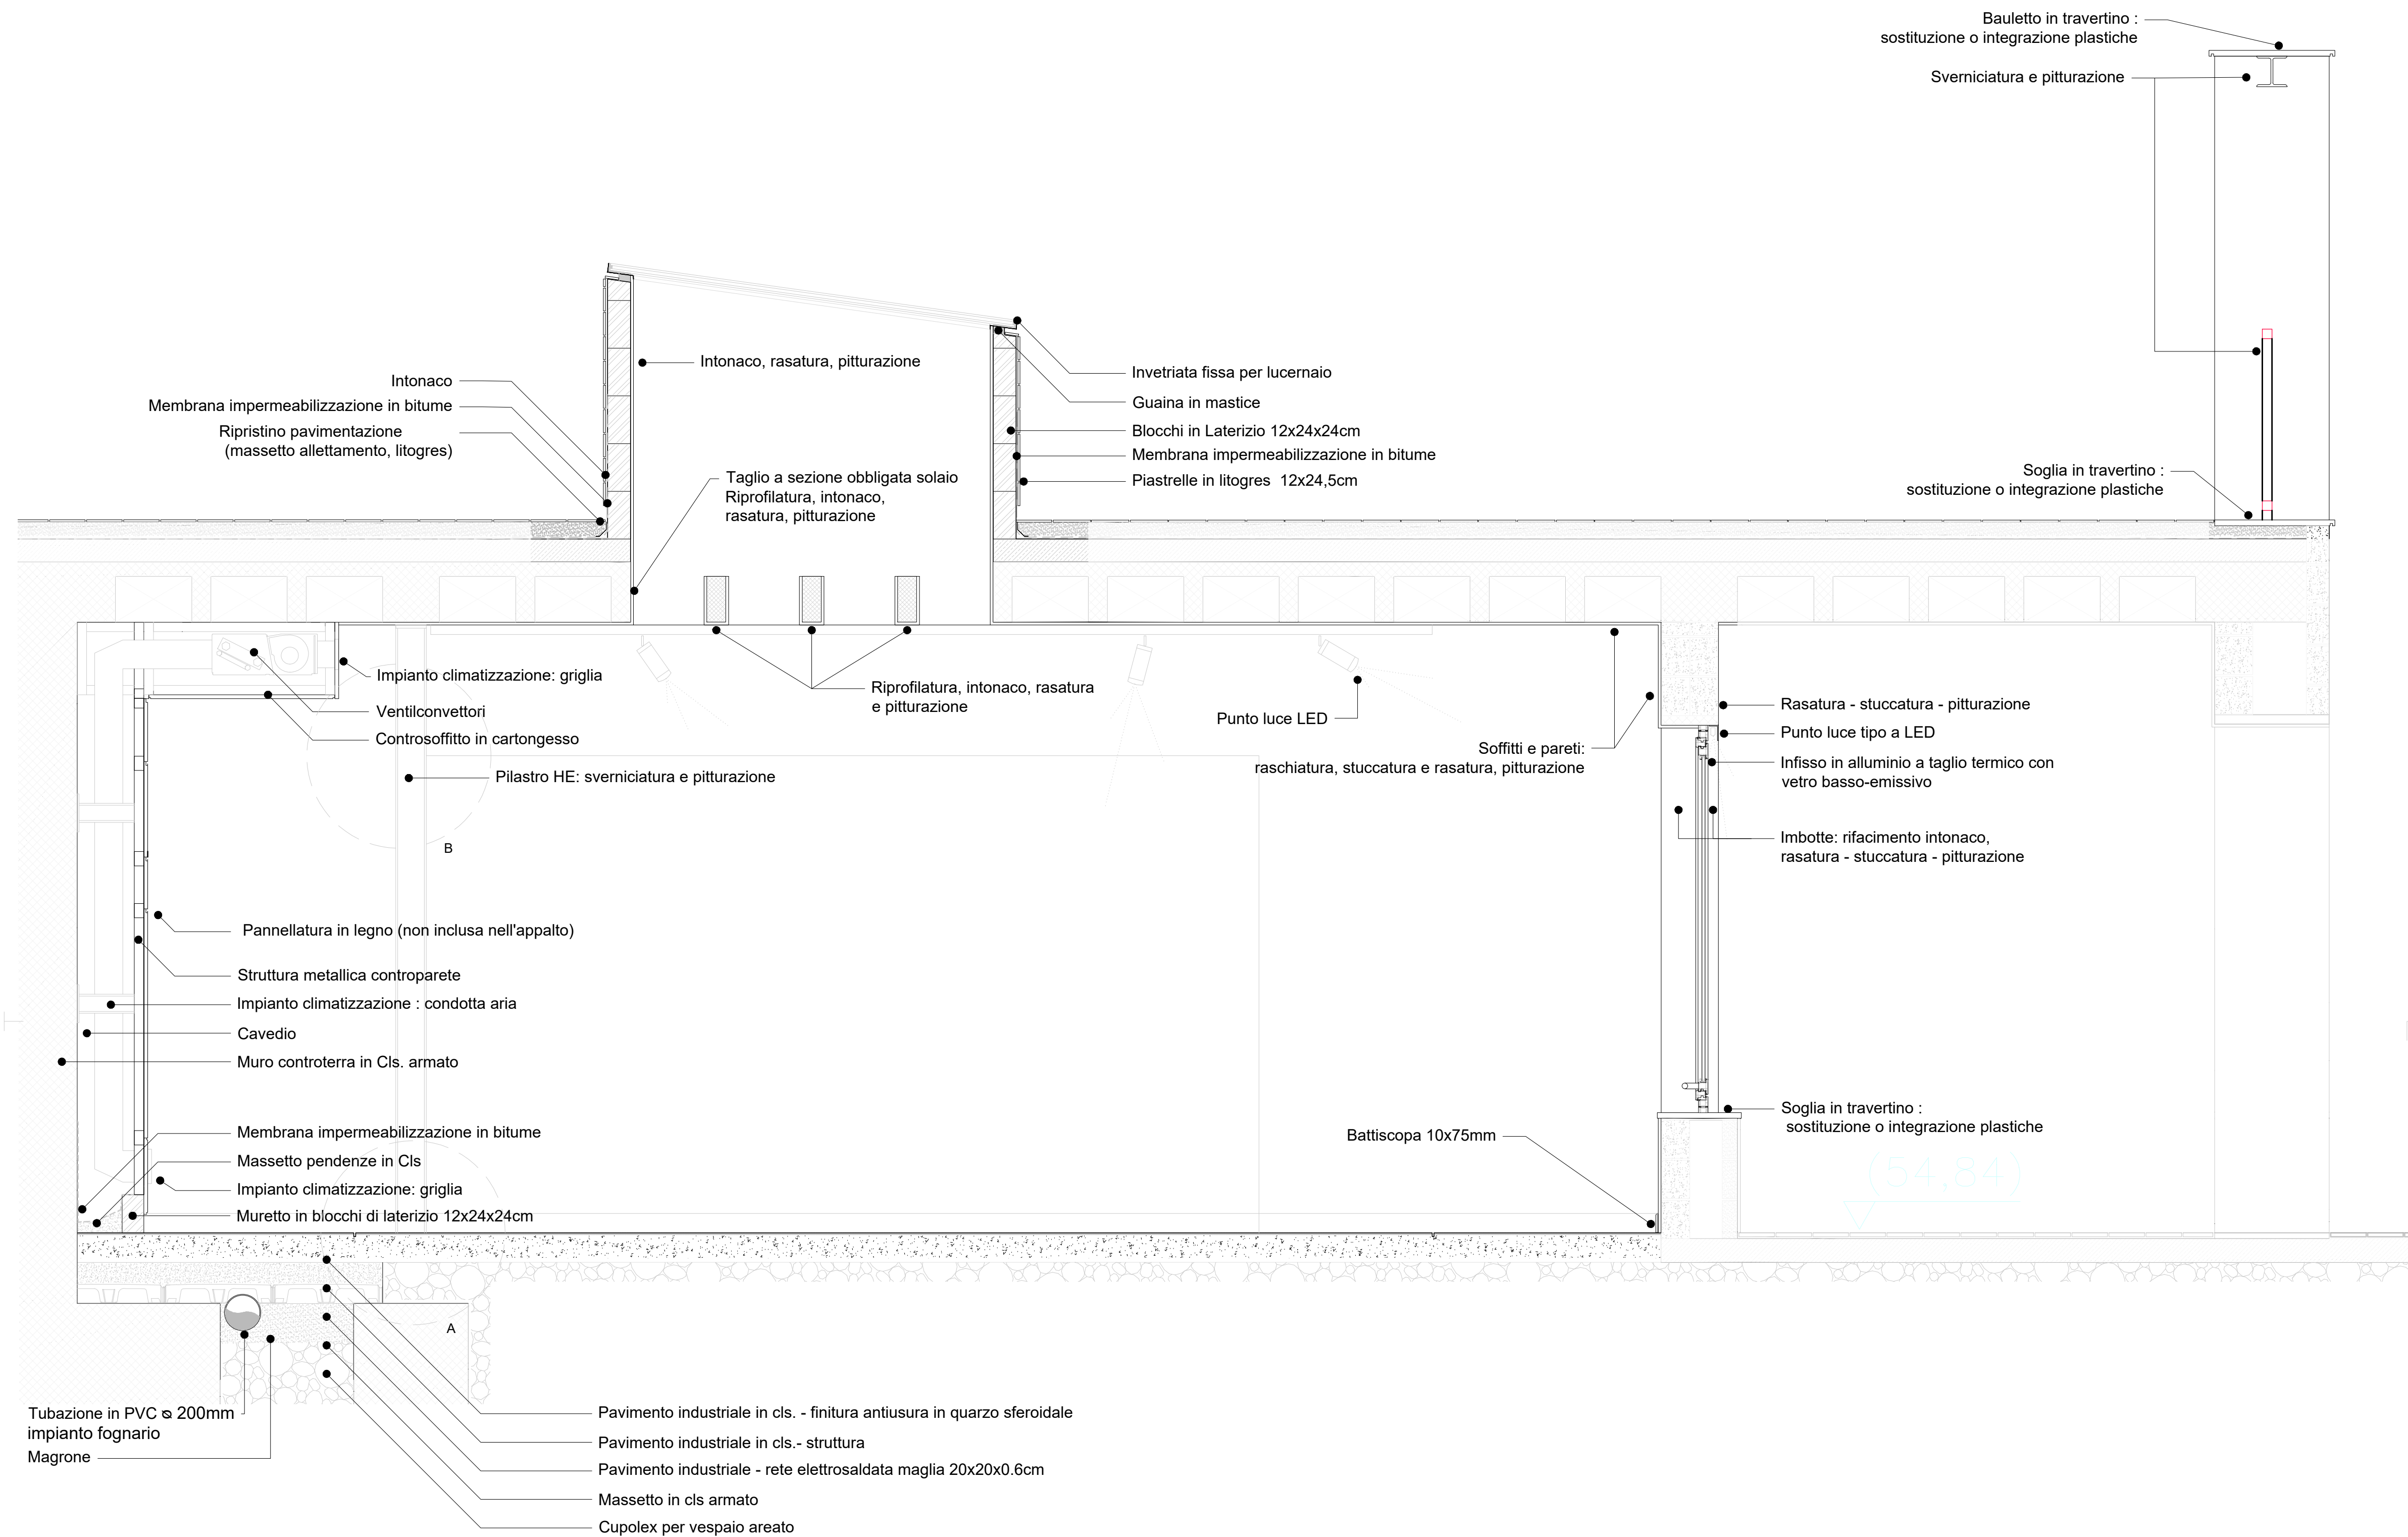 Bauletto in travertino :
sostituzione o integrazione plastiche
Sverniciatura e pitturazione
Intonaco, rasatura, pitturazione
Intonaco
Membrana impermeabilizzazione in bitume
Ripristino pavimentazione
(massetto allettamento, litogres)
Invetriata fissa per lucernaio
Guaina in mastice
Blocchi in Laterizio 12x24x24cm
Membrana impermeabilizzazione in bitume
Piastrelle in litogres 12x24,5cm
Taglio a sezione obbligata solaio
Riprofilatura, intonaco,
rasatura, pitturazione
Soglia in travertino :
sostituzione o integrazione plastiche
Impianto climatizzazione: griglia
Ventilconvettori
Controsoffitto in cartongesso
Pilastro HE: sverniciatura e pitturazione
B
Riprofilatura, intonaco, rasatura
e pitturazione
Punto luce LED
Soffitti e pareti:
raschiatura, stuccatura e rasatura, pitturazione
Rasatura - stuccatura - pitturazione
Punto luce tipo a LED
Infisso in alluminio a taglio termico con
vetro basso-emissivo
Imbotte: rifacimento intonaco,
rasatura - stuccatura - pitturazione
Pannellatura in legno (non inclusa nell'appalto)
Struttura metallica controparete
Impianto climatizzazione : condotta aria
Cavedio
Muro controterra in Cls. armato
Membrana impermeabilizzazione in bitume
Massetto pendenze in Cls
Impianto climatizzazione: griglia
Muretto in blocchi di laterizio 12x24x24cm
Battiscopa 10x75mm
Soglia in travertino :
sostituzione o integrazione plastiche
(54,84)
A
Tubazione in PVC ⦰ 200mm
impianto fognario
Magrone
Pavimento industriale in cls. - finitura antiusura in quarzo sferoidale
Pavimento industriale in cls.- struttura
Pavimento industriale - rete elettrosaldata maglia 20x20x0.6cm
Massetto in cls armato
Cupolex per vespaio areato